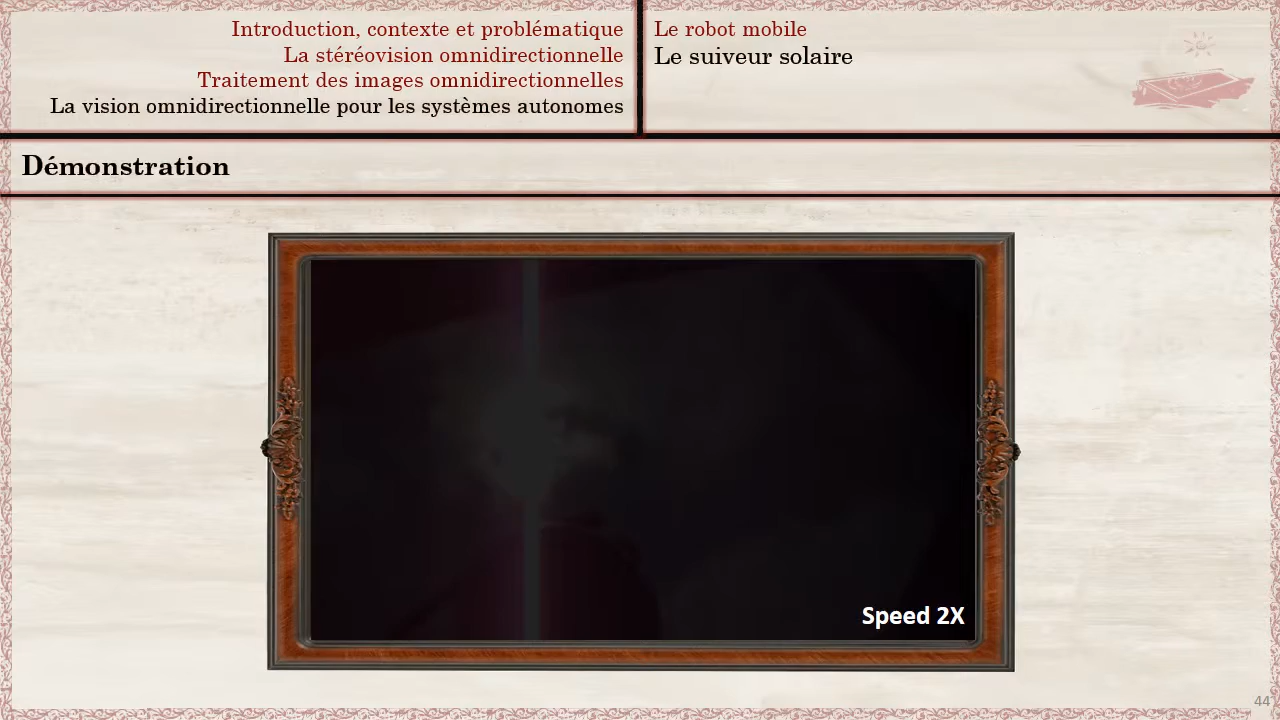 Introduction, contexte et problématique
La stéréovision omnidirectionnelle
Traitement des images omnidirectionnelles
La vision omnidirectionnelle pour les systèmes autonomes
Le robot mobile
Le suiveur solaire
Démonstration
Speed 2X
44